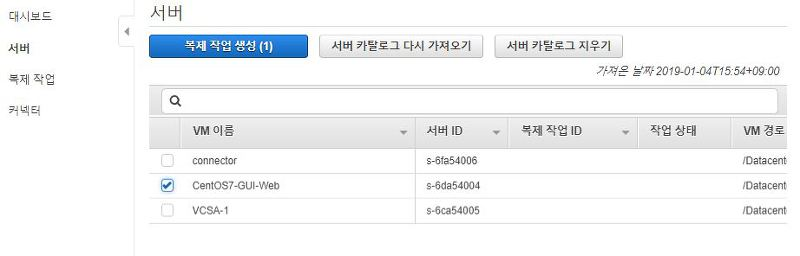 대시보드
서버
복제 작업
커넥터
서버
복제 작업 생성 (1) 서버 카탈로그 다시 가져오기 서버 카탈로그 지우기
가져온 날짜 2019-01-04T15:54+09:00
VM 이름 서버 ID 복제 작업 ID 작업 상태 VM 경로
connector s-6fa54006 /Datacent
CentOS7-GUI-Web s-6da54004 /Datacent
VCSA-1 s-6ca54005 /Datacent